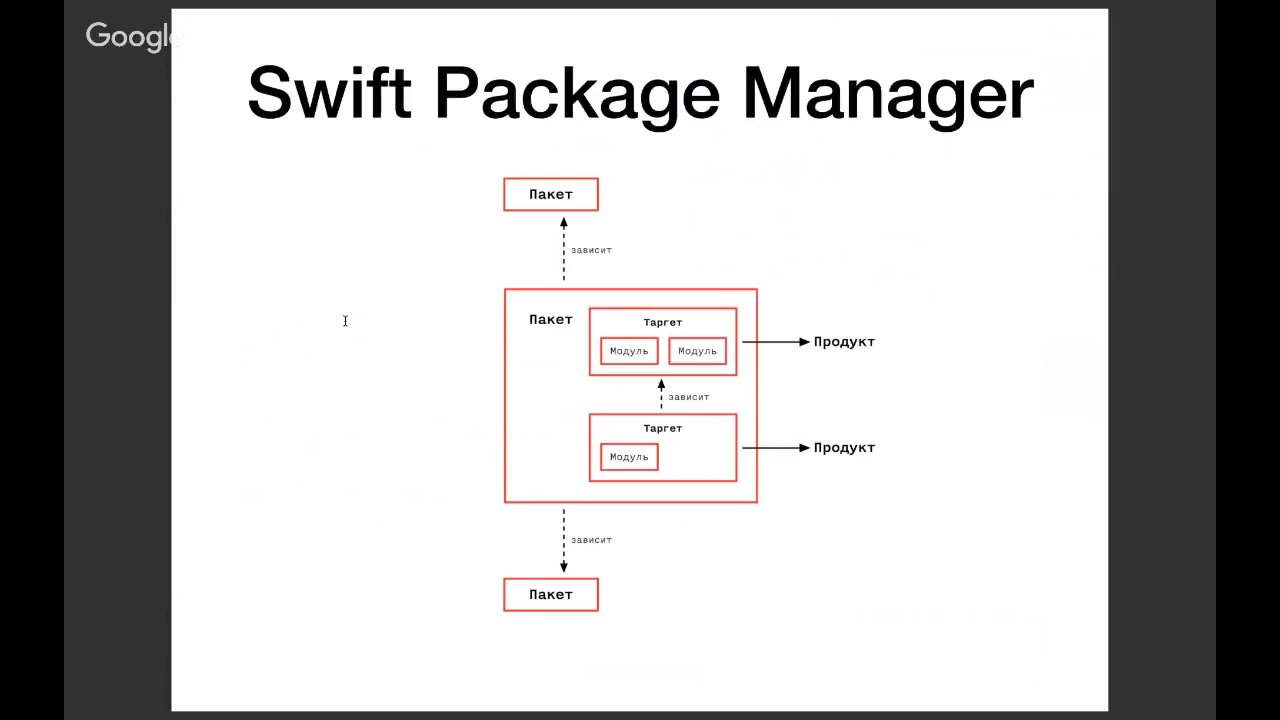 Google
Swift Package Manager
Пакет
зависит
Пакет
Таргет
Модуль Модуль
Продукт
зависит
Таргет
Модуль
Продукт
зависит
Пакет